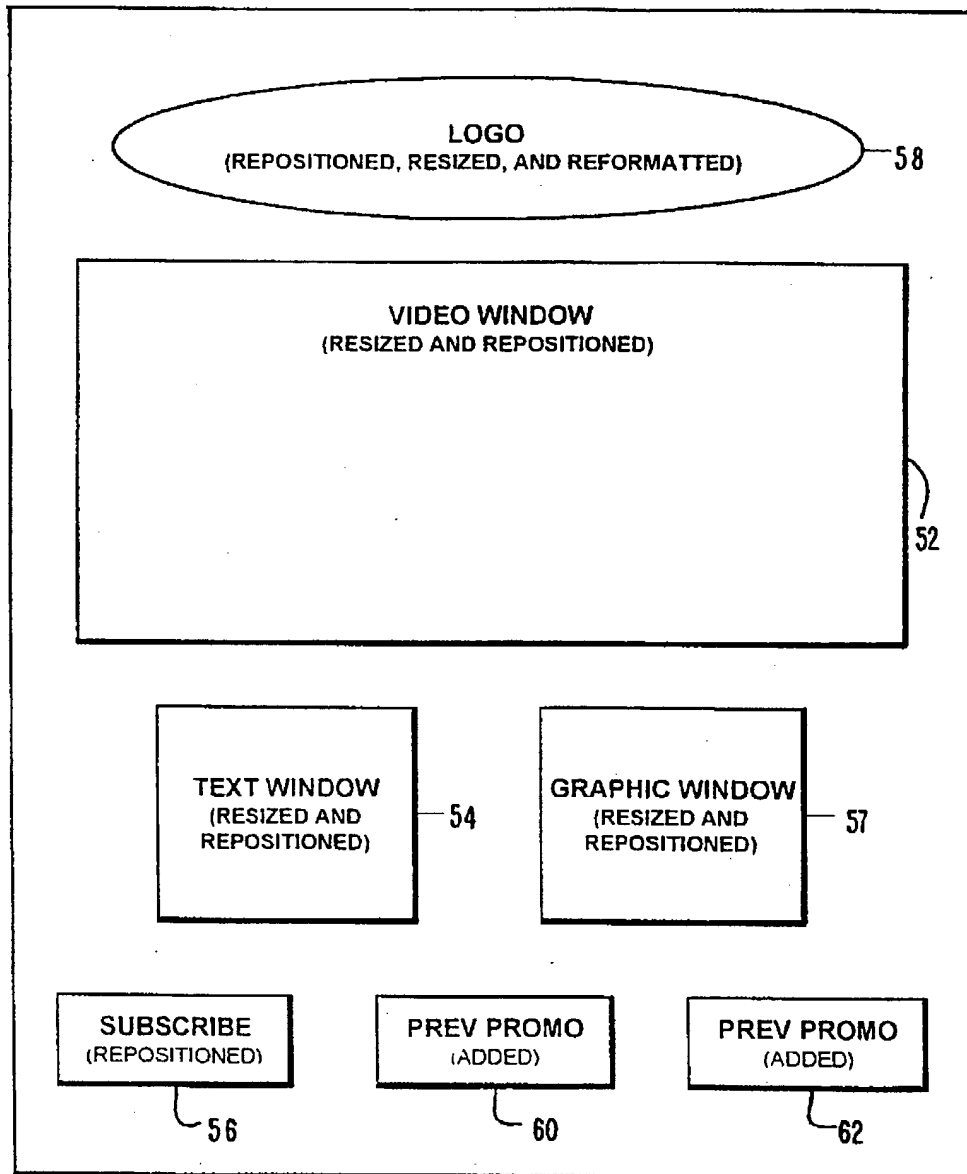 LOGO
(REPOSITIONED, RESIZED, AND REFORMATTED)
58
VIDEO WINDOW
(RESIZED AND REPOSITIONED)
52
TEXT WINDOW
(RESIZED AND
REPOSITIONED)
54
GRAPHIC WINDOW
(RESIZED AND
REPOSITIONED)
57
SUBSCRIBE
(REPOSITIONED)
56
PREV PROMO
(ADDED)
60
PREV PROMO
(ADDED)
62